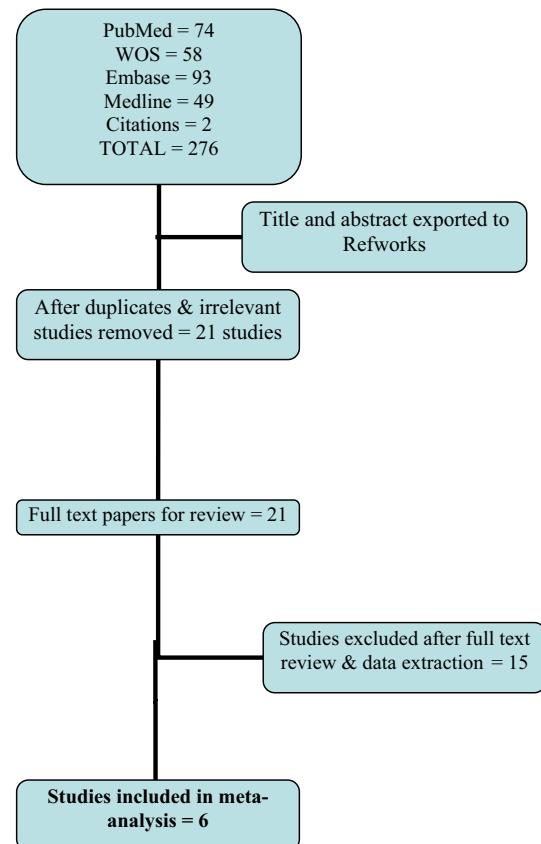 PubMed = 74
WOS = 58
Embase = 93
Medline = 49
Citations = 2
TOTAL = 276
Title and abstract exported to
Refworks
After duplicates & irrelevant
studies removed = 21 studies
Full text papers for review = 21
Studies excluded after full text
review & data extraction = 15
Studies included in meta-
analysis = 6